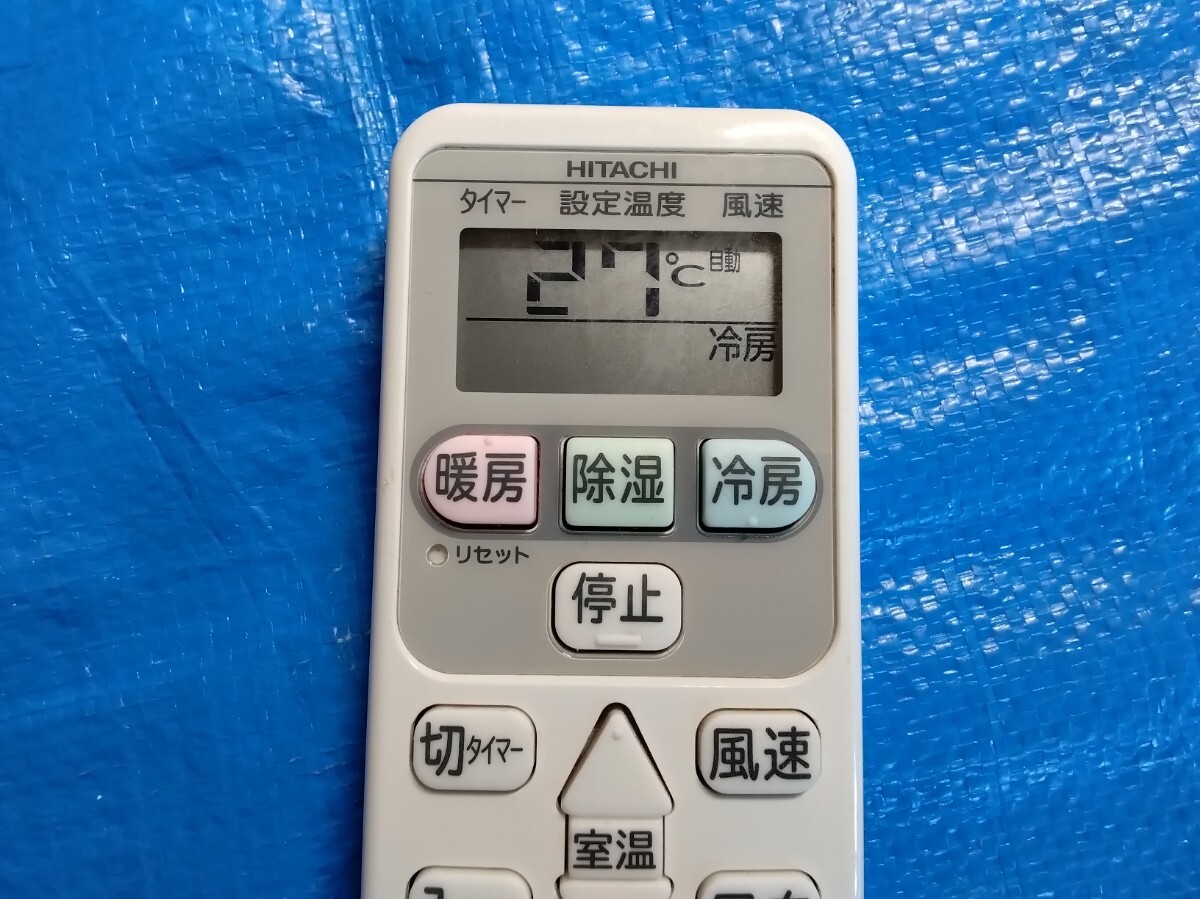 HITACHI
タイマー 設定温度 風速
27℃ 自動
冷房
暖房 除湿 冷房
リセット
停止
切タイマー 風速
室温